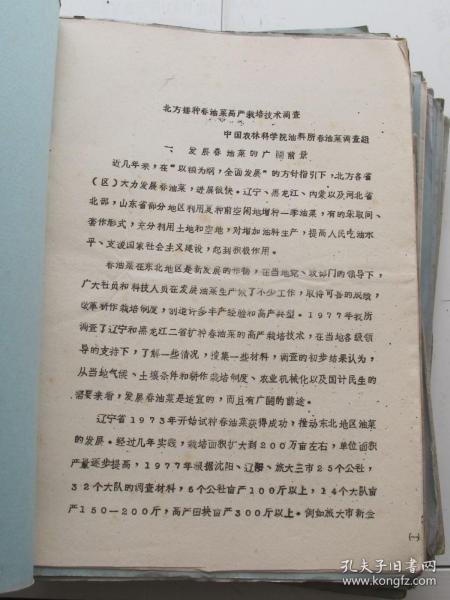 北方播种春油菜高产栽培技术调查
中国农林科学院油料所春油菜调查组
一、发展春油菜的广阔前景
近几年来，在“以粮为纲，全面发展”的方针指引下，北方各省
（区）大力发展春油菜，进展很快。辽宁、黑龙江、内蒙以及河北省
北部，山东省部分地区利用夏种前空闲地增种一季油菜，有的采取间、
套作形式，充分利用土地和空地，对增加油料生产，提高人民吃油水
平、支援国家社会主义建设，起到积极作用。
春油菜在东北地区是新发展的作物，在当地党、政部门的领导下，
广大社员和科技人员在发展油菜生产做了不少工作，取得可喜的成绩，
改革耕作栽培制度，创造许多丰产经验和高产典型。1977年我所
调查了辽宁和黑龙江二省扩种春油菜的高产栽培技术，在当地各级领
导的支持下，了解一些情况，搜集一些材料，调查的初步结果认为，
从当地气候、土壤条件和耕作栽培制度、农业机械化以及国计民生的
需要来看，发展春油菜是适宜的，而且有广阔的前途。
辽宁省1973年开始试种春油菜获得成功，推动东北地区油菜
的发展。经过几年实践，栽培面积扩大到200万亩左右，单位面积
产量逐步提高，1977年根据沈阳、辽阳、旅大三市25个公社，
32个大队的调查材料，6个公社亩产100斤以上，14个大队亩
产150—200斤，高产田块亩产300斤以上。例如旅大市新金
(1)
孔夫子旧书网
www.kongfz.com